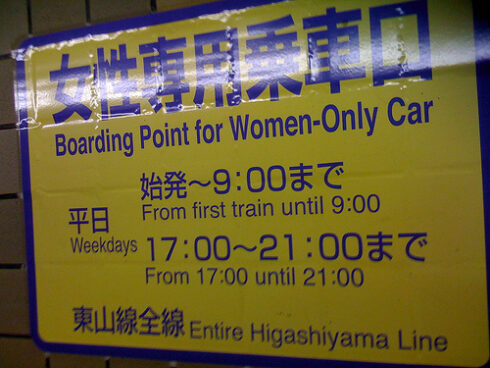 女性専用乗車口
Boarding Point for Women-Only Car
始発～9:00まで
From first train until 9:00
平日
Weekdays
17:00～21:00まで
From 17:00 until 21:00
東山線全線 Entire Higashiyama Line